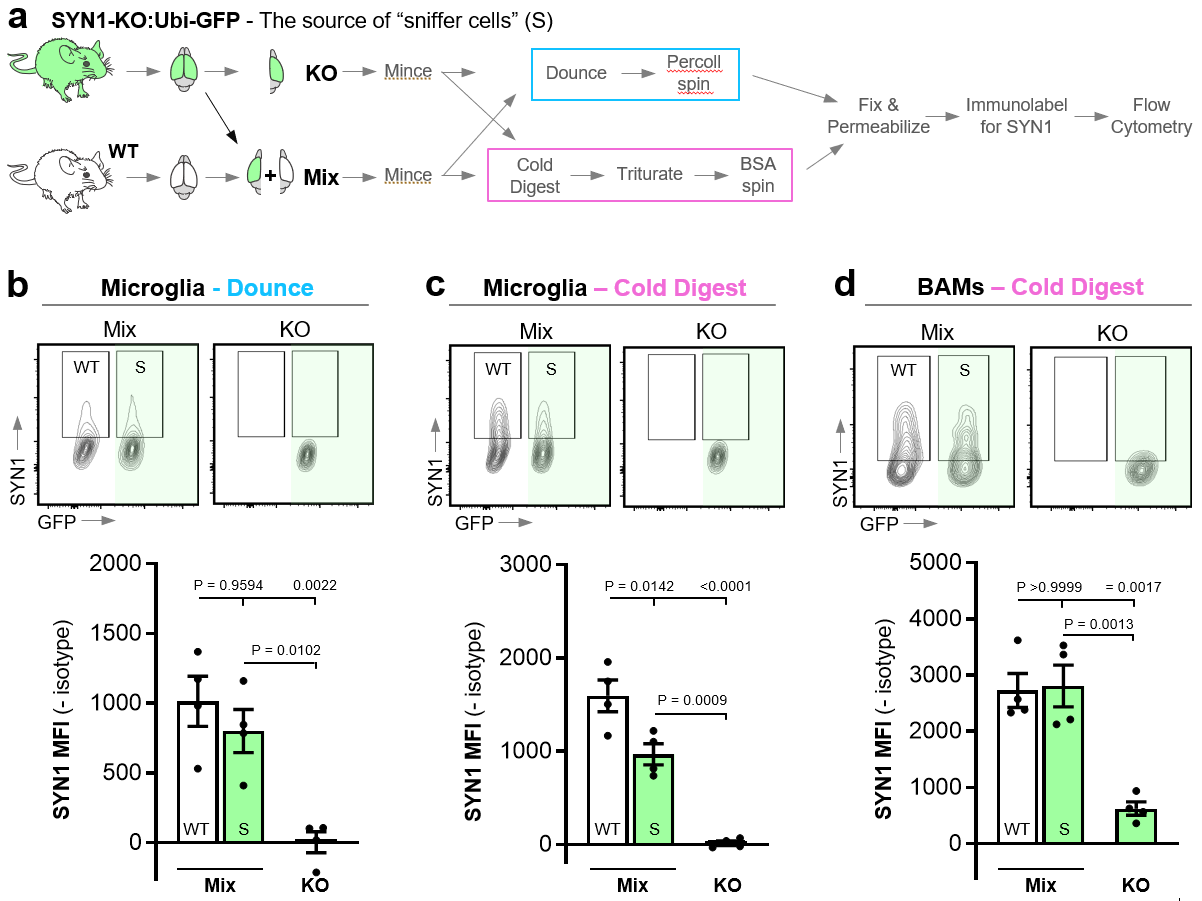 a SYN1-KO:Ubi-GFP - The source of “sniffer cells” (S)
KO
Mince
Dounce
Percoll
spin
Fix &
Permeabilize
Immunolabel
for SYN1
Flow
Cytometry
WT
+
Mix
Mince
Cold
Digest
Triturate
BSA
spin
b Microglia - Dounce
Mix
KO
WT
S
SYN1
GFP
2000
1500
1000
500
0
SYN1 MFI (- isotype)
P = 0.9594
0.0022
P = 0.0102
WT
S
Mix
KO
c Microglia – Cold Digest
Mix
KO
WT
S
SYN1
GFP
3000
2000
1000
0
SYN1 MFI (- isotype)
P = 0.0142
<0.0001
P = 0.0009
WT
S
Mix
KO
d BAMs – Cold Digest
Mix
KO
WT
S
SYN1
GFP
5000
4000
3000
2000
1000
0
SYN1 MFI (- isotype)
P >0.9999
= 0.0017
P = 0.0013
WT
S
Mix
KO